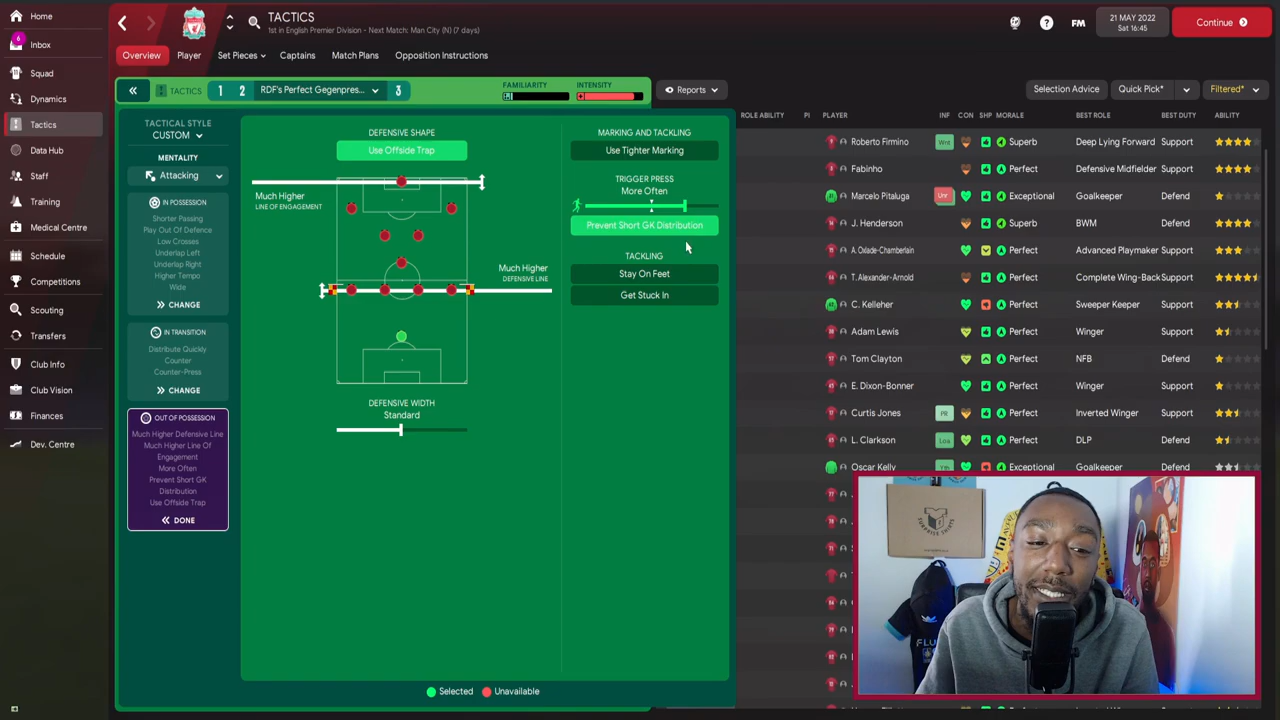 Home
6
Inbox
Squad
Dynamics
Tactics
Data Hub
Staff
Training
Medical Centre
Schedule
Competitions
Scouting
Transfers
Club Info
Club Vision
Finances
Dev. Centre
TACTICS
1st in English Premier Division - Next Match: Man City (N) (7 days)
FM
21 MAY 2022
Sat 16:45
Continue
Overview
Player
Set Pieces
Captains
Match Plans
Opposition Instructions
TACTICS
1
2
RDF's Perfect Gegenpres...
3
FAMILIARITY
INTENSITY
Reports
Selection Advice
Quick Pick*
Filtered*
TACTICAL STYLE
CUSTOM
MENTALITY
Attacking
IN POSSESSION
Shorter Passing
Play Out Of Defence
Low Crosses
Underlap Left
Underlap Right
Higher Tempo
Wide
CHANGE
IN TRANSITION
Distribute Quickly
Counter
Counter-Press
CHANGE
OUT OF POSSESSION
Much Higher Defensive Line
Much Higher Line Of
Engagement
More Often
Prevent Short GK
Distribution
Use Offside Trap
DONE
DEFENSIVE SHAPE
Use Offside Trap
Much Higher
LINE OF ENGAGEMENT
Much Higher
DEFENSIVE LINE
DEFENSIVE WIDTH
Standard
MARKING AND TACKLING
Use Tighter Marking
TRIGGER PRESS
More Often
Prevent Short GK Distribution
TACKLING
Stay On Feet
Get Stuck In
Selected
Unavailable
ROLE ABILITY PI PLAYER INF CON SHP MORALE BEST ROLE BEST DUTY ABILITY
Roberto Firmino Wnt Superb Deep Lying Forward Support
Fabinho Perfect Defensive Midfielder Support
Marcelo Pitaluga Unr Exceptional Goalkeeper Defend
J. Henderson Superb BWM Defend
A. Oxlade-Chamberlain Perfect Advanced Playmaker Support
T. Alexander-Arnold Perfect Complete Wing-Back Support
C. Kelleher Perfect Sweeper Keeper Support
Adam Lewis Perfect Winger Support
Tom Clayton Perfect NFB Defend
E. Dixon-Bonner Perfect Winger Support
Curtis Jones PR Perfect Inverted Winger Support
L. Clarkson Loa Perfect DLP Defend
Oscar Kelly Exceptional Goalkeeper Defend
SURPRISE SHIRTS